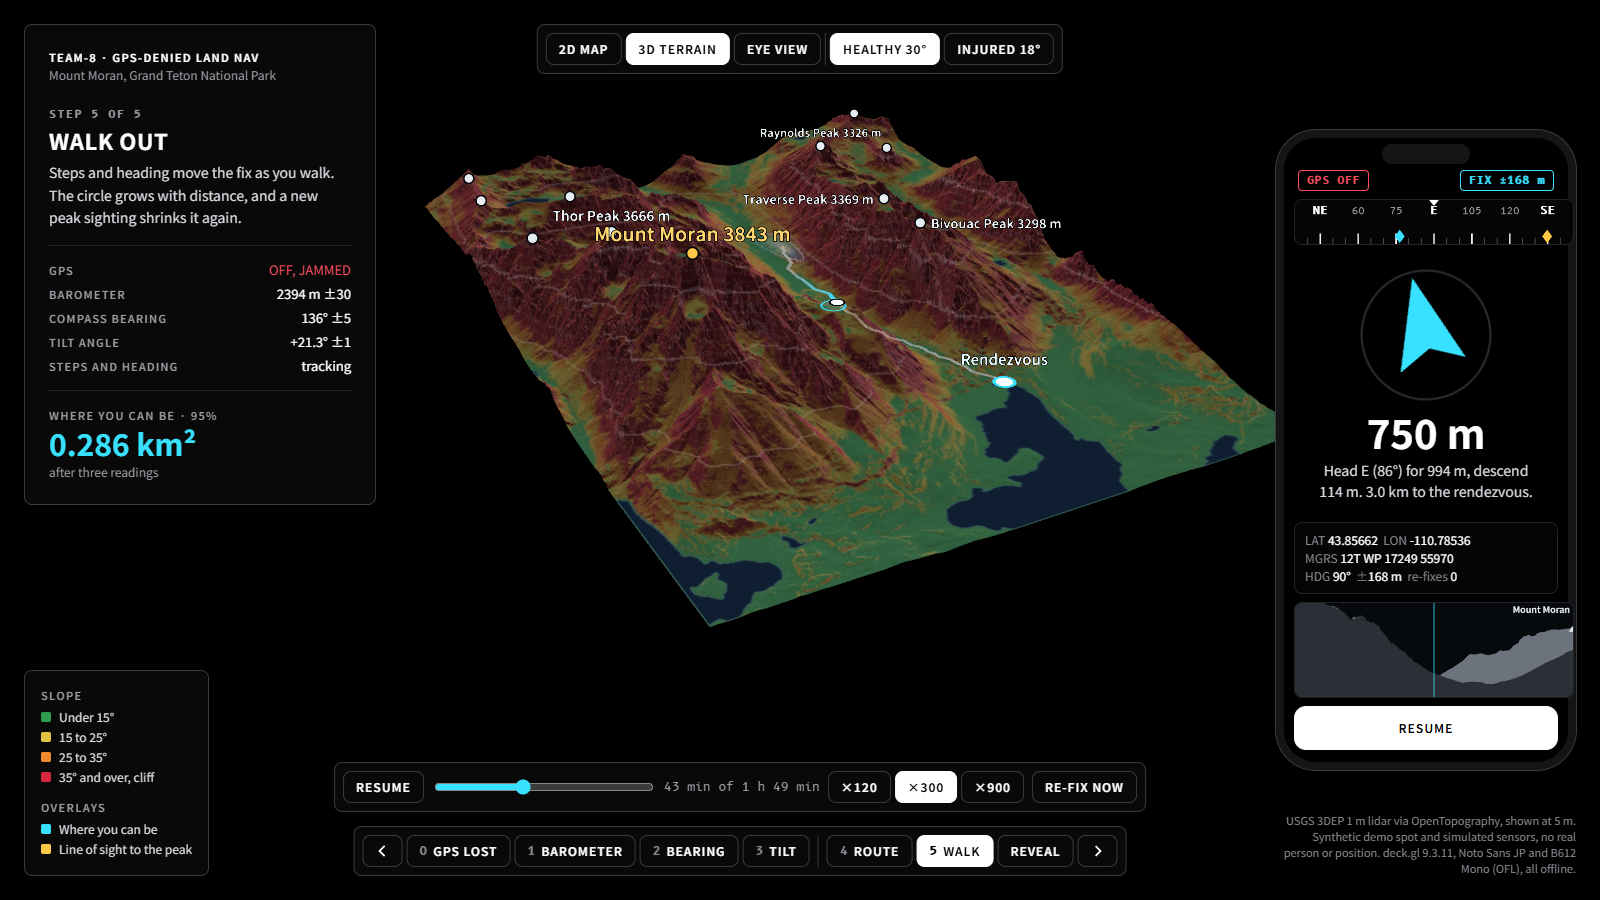 TEAM-8 · GPS-DENIED LAND NAV
Mount Moran, Grand Teton National Park
STEP 5 OF 5
WALK OUT
Steps and heading move the fix as you walk.
The circle grows with distance, and a new
peak sighting shrinks it again.
GPS OFF, JAMMED
BAROMETER 2394 m ±30
COMPASS BEARING 136° ±5
TILT ANGLE +21.3° ±1
STEPS AND HEADING tracking
WHERE YOU CAN BE · 95%
0.286 km²
after three readings
2D MAP 3D TERRAIN EYE VIEW HEALTHY 30° INJURED 18°
Raynolds Peak 3326 m
Traverse Peak 3369 m
Thor Peak 3666 m
Bivouac Peak 3298 m
Mount Moran 3843 m
Rendezvous
GPS OFF FIX ±168 m
NE 60 75 E 105 120 SE
750 m
Head E (86°) for 994 m, descend
114 m. 3.0 km to the rendezvous.
LAT 43.85662 LON -110.78536
MGRS 12T WP 17249 55970
HDG 90° ±168 m re-fixes 0
Mount Moran
RESUME
SLOPE
Under 15°
15 to 25°
25 to 35°
35° and over, cliff
OVERLAYS
Where you can be
Line of sight to the peak
RESUME 43 min of 1 h 49 min ×120 ×300 ×900 RE-FIX NOW
0 GPS LOST 1 BAROMETER 2 BEARING 3 TILT 4 ROUTE 5 WALK REVEAL
USGS 3DEP 1 m lidar via OpenTopography, shown at 5 m.
Synthetic demo spot and simulated sensors, no real
person or position. deck.gl 9.3.11, Noto Sans JP and B612
Mono (OFL), all offline.